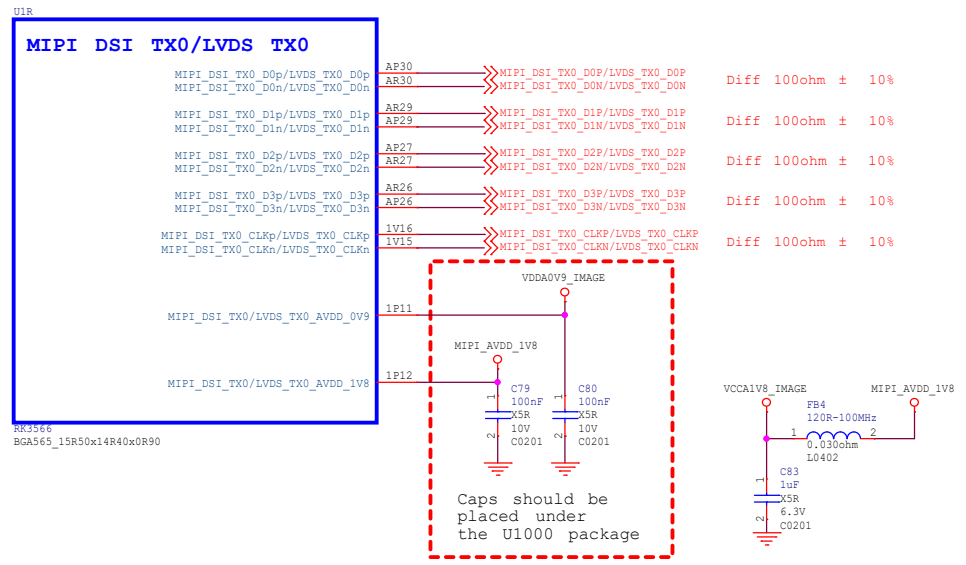 U1R
MIPI DSI TX0/LVDS TX0
MIPI_DSI_TX0_D0p/LVDS_TX0_D0p AP30 MIPI_DSI_TX0_D0P/LVDS_TX0_D0P
MIPI_DSI_TX0_D0n/LVDS_TX0_D0n AR30 MIPI_DSI_TX0_D0N/LVDS_TX0_D0N
Diff 100ohm ± 10%
MIPI_DSI_TX0_D1p/LVDS_TX0_D1p AR29 MIPI_DSI_TX0_D1P/LVDS_TX0_D1P
MIPI_DSI_TX0_D1n/LVDS_TX0_D1n AP29 MIPI_DSI_TX0_D1N/LVDS_TX0_D1N
Diff 100ohm ± 10%
MIPI_DSI_TX0_D2p/LVDS_TX0_D2p AP27 MIPI_DSI_TX0_D2P/LVDS_TX0_D2P
MIPI_DSI_TX0_D2n/LVDS_TX0_D2n AR27 MIPI_DSI_TX0_D2N/LVDS_TX0_D2N
Diff 100ohm ± 10%
MIPI_DSI_TX0_D3p/LVDS_TX0_D3p AR26 MIPI_DSI_TX0_D3P/LVDS_TX0_D3P
MIPI_DSI_TX0_D3n/LVDS_TX0_D3n AP26 MIPI_DSI_TX0_D3N/LVDS_TX0_D3N
Diff 100ohm ± 10%
MIPI_DSI_TX0_CLKp/LVDS_TX0_CLKp 1V16 MIPI_DSI_TX0_CLKP/LVDS_TX0_CLKP
MIPI_DSI_TX0_CLKn/LVDS_TX0_CLKn 1V15 MIPI_DSI_TX0_CLKN/LVDS_TX0_CLKN
Diff 100ohm ± 10%
VDDA0V9_IMAGE
MIPI_DSI_TX0/LVDS_TX0_AVDD_0V9 1P11
MIPI_AVDD_1V8
MIPI_DSI_TX0/LVDS_TX0_AVDD_1V8 1P12
RK3566
BGA565_15R50x14R40x0R90
1
2
C79
100nF
X5R
10V
C0201
1
2
C80
100nF
X5R
10V
C0201
Caps should be
placed under
the U1000 package
VCCA1V8_IMAGE
MIPI_AVDD_1V8
FB4
120R-100MHz
1 2
0.030ohm
L0402
1
2
C83
1uF
X5R
6.3V
C0201